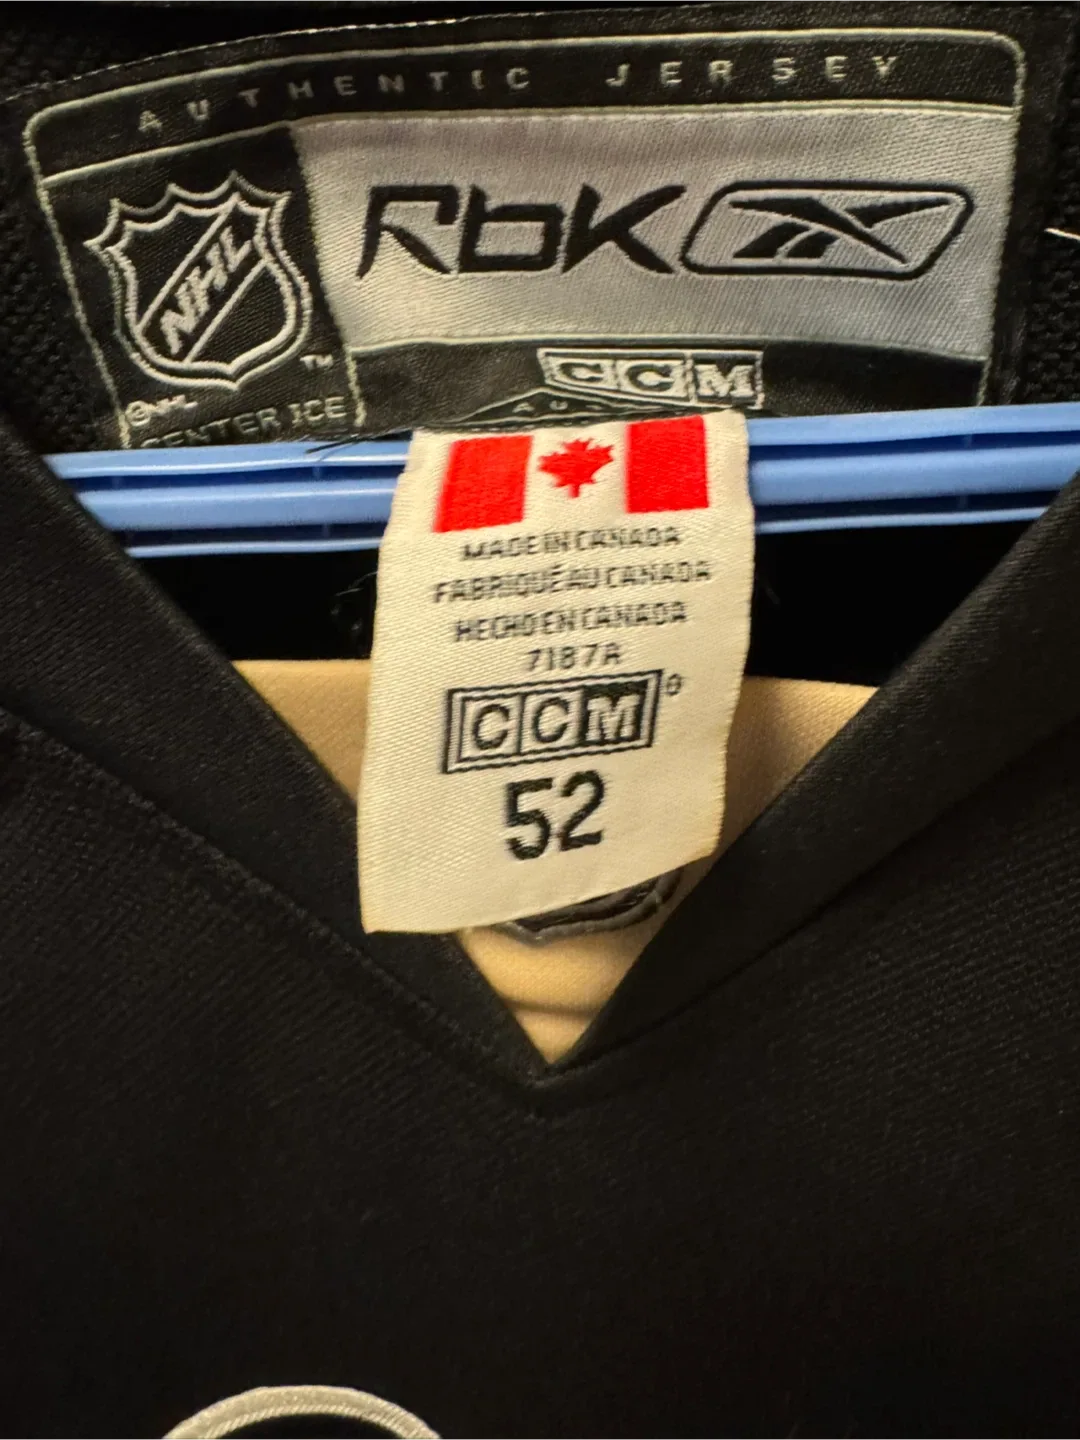 AUTHENTIC JERSEY
NHL
Rbk
TM
©NHL
CENTER ICE
CCM
MADE IN CANADA
FABRIQUÉ AU CANADA
HECHO EN CANADA
7187A
CCM
52